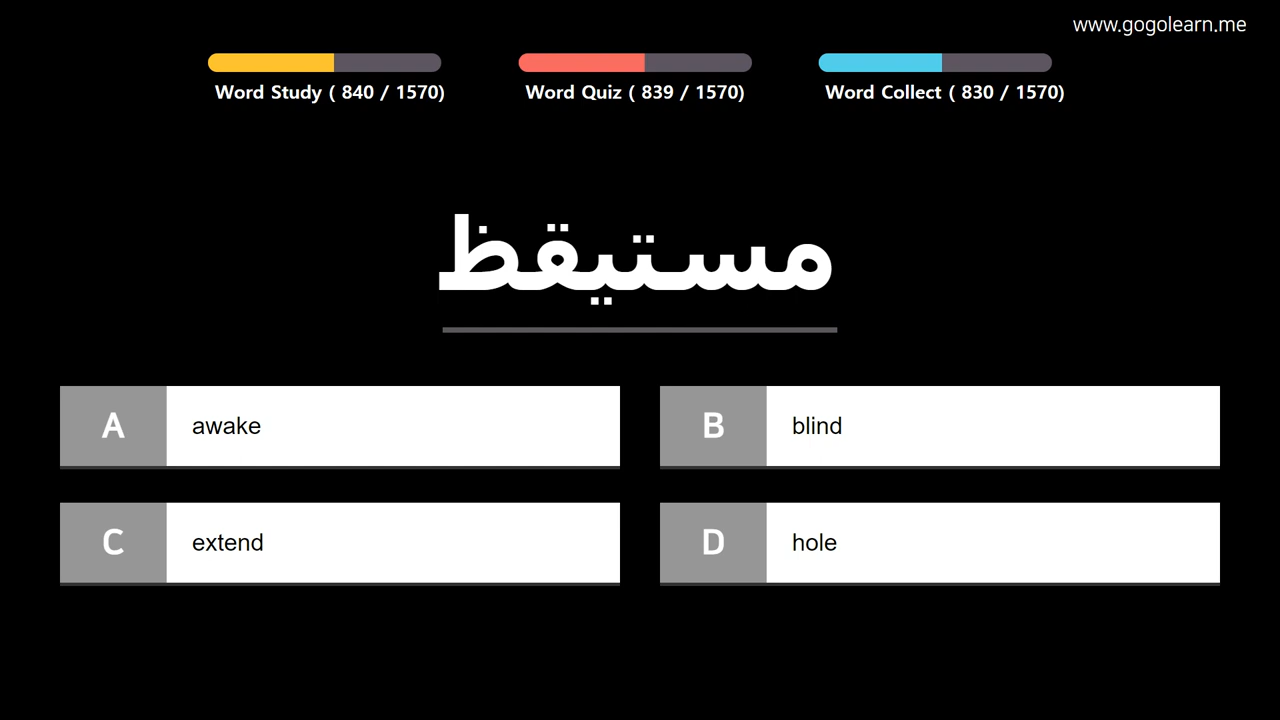 www.gogolearn.me
Word Study ( 840 / 1570)
Word Quiz ( 839 / 1570)
Word Collect ( 830 / 1570)
مستيقظ
A awake
B blind
C extend
D hole